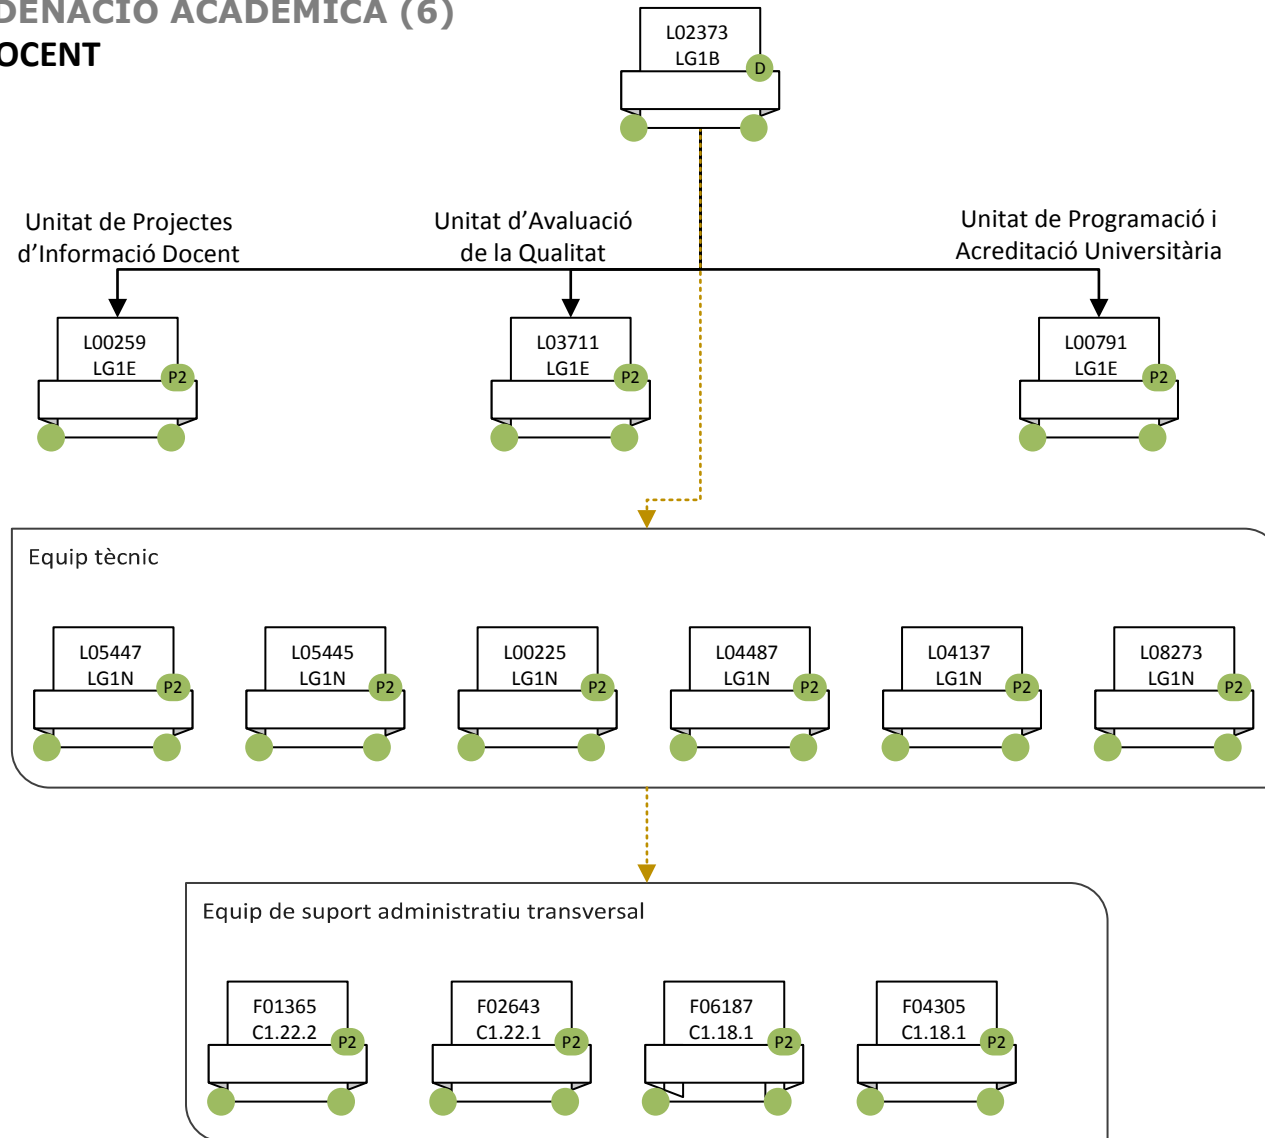 DENACIÓ ACADÈMICA (6)
OCENT
L02373
LG1B
D
Unitat de Projectes
d’Informació Docent
Unitat d’Avaluació
de la Qualitat
Unitat de Programació i
Acreditació Universitària
L00259
LG1E
P2
L03711
LG1E
P2
L00791
LG1E
P2
Equip tècnic
L05447
LG1N
P2
L05445
LG1N
P2
L00225
LG1N
P2
L04487
LG1N
P2
L04137
LG1N
P2
L08273
LG1N
P2
Equip de suport administratiu transversal
F01365
C1.22.2
P2
F02643
C1.22.1
P2
F06187
C1.18.1
P2
F04305
C1.18.1
P2